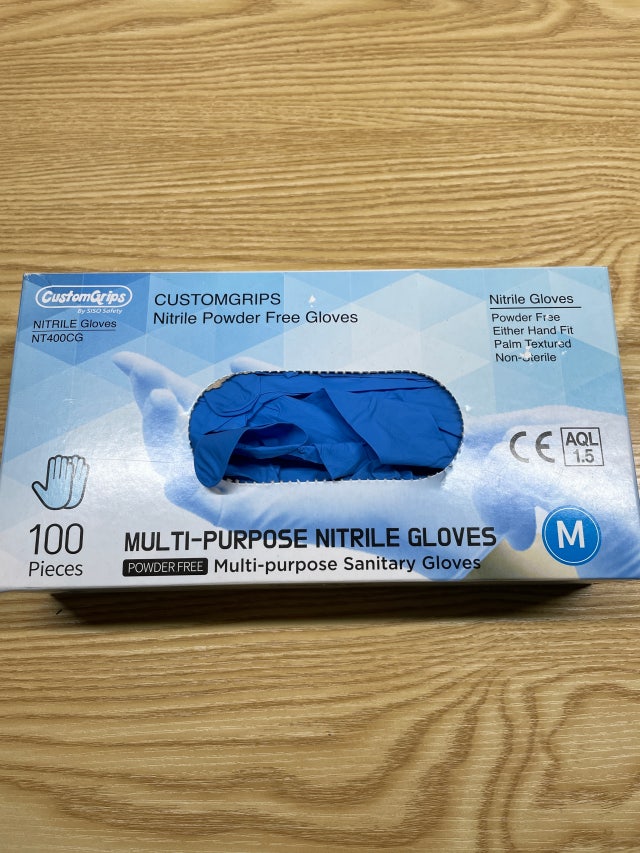 CustomGrips
By SISO Safety
NITRILE Gloves
NT400CG
CUSTOMGRIPS
Nitrile Powder Free Gloves
Nitrile Gloves
Powder Free
Either Hand Fit
Palm Textured
Non-Sterile
CE
AQL
1.5
100
Pieces
MULTI-PURPOSE NITRILE GLOVES
POWDER FREE Multi-purpose Sanitary Gloves
M